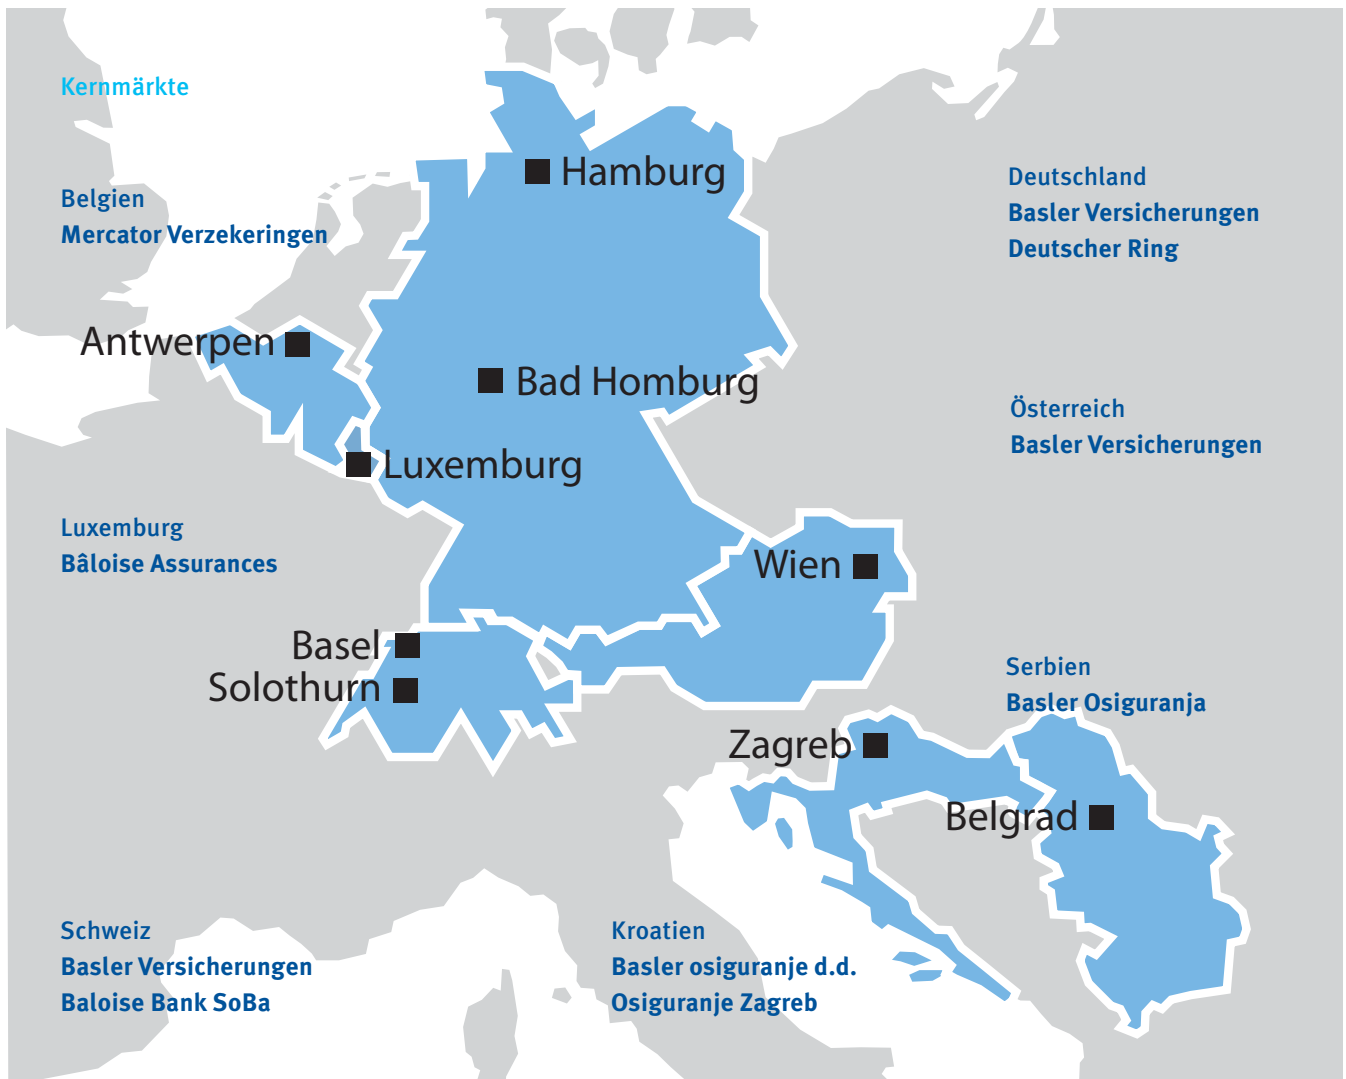 Kernmärkte
Belgien
Mercator Verzekeringen
Deutschland
Basler Versicherungen
Deutscher Ring
Hamburg
Antwerpen
Bad Homburg
Österreich
Basler Versicherungen
Luxemburg
Luxemburg
Bâloise Assurances
Wien
Basel
Solothurn
Serbien
Basler Osiguranja
Zagreb
Belgrad
Schweiz
Basler Versicherungen
Baloise Bank SoBa
Kroatien
Basler osiguranje d.d.
Osiguranje Zagreb